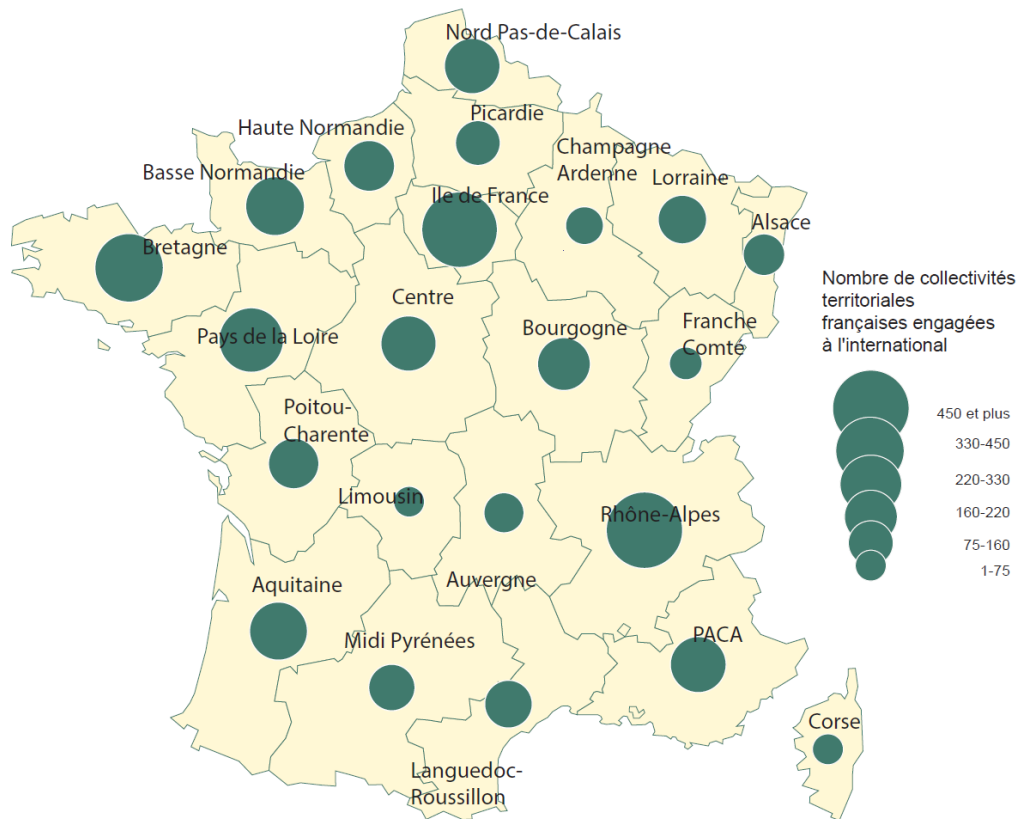 Nord Pas-de-Calais
Picardie
Haute Normandie
Champagne
Ardenne
Basse Normandie
Ile de France
Lorraine
Alsace
Bretagne
Centre
Pays de la Loire
Bourgogne
Franche
Comté
Poitou-
Charente
Limousin
Rhône-Alpes
Auvergne
Aquitaine
Midi Pyrénées
PACA
Corse
Languedoc-
Roussillon
Nombre de collectivités
territoriales
françaises engagées
à l'international
450 et plus
330-450
220-330
160-220
75-160
1-75